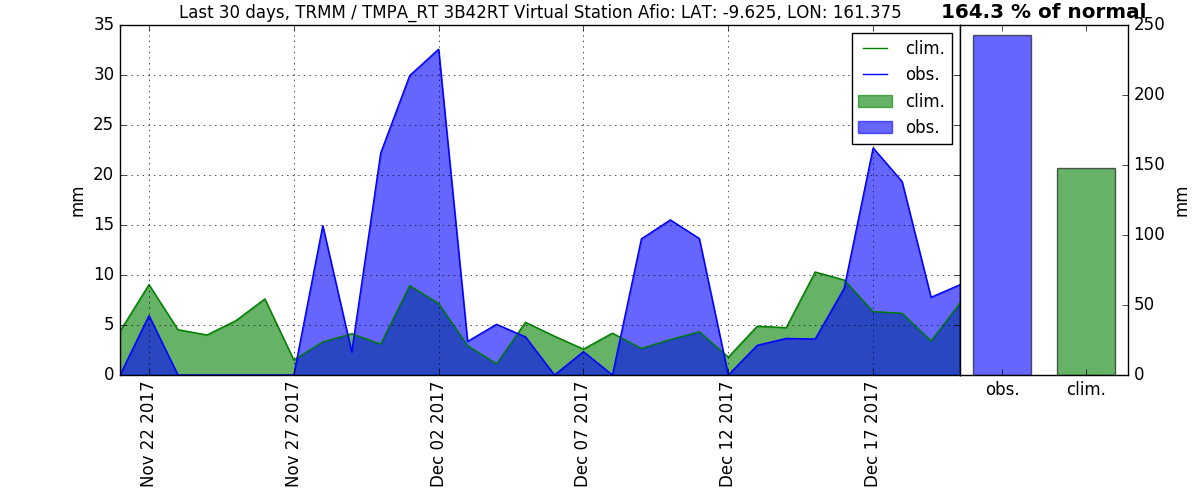 Last 30 days, TRMM / TMPA_RT 3B42RT Virtual Station Afio: LAT: -9.625, LON: 161.375
164.3 % of normal
35
30
25
20
15
10
5
0
mm
clim.
obs.
clim.
obs.
Nov 22 2017
Nov 27 2017
Dec 02 2017
Dec 07 2017
Dec 12 2017
Dec 17 2017
250
200
150
100
50
0
mm
obs.
clim.